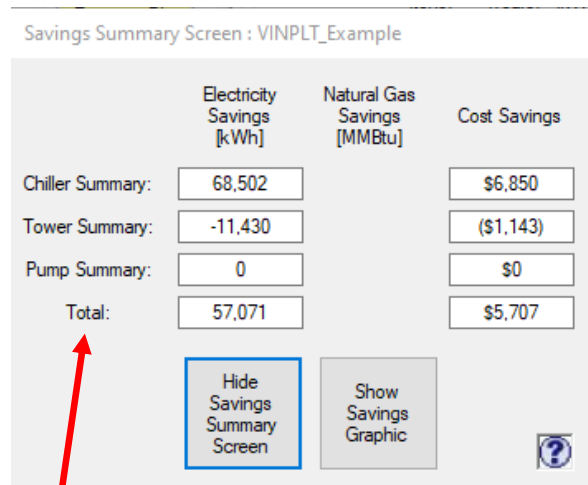 Savings Summary Screen : VINPLT_Example
Electricity Savings [kWh]
Natural Gas Savings [MMBtu]
Cost Savings
Chiller Summary: 68,502 $6,850
Tower Summary: -11,430 ($1,143)
Pump Summary: 0 $0
Total: 57,071 $5,707
Hide
Savings
Summary
Screen
Show
Savings
Graphic
?